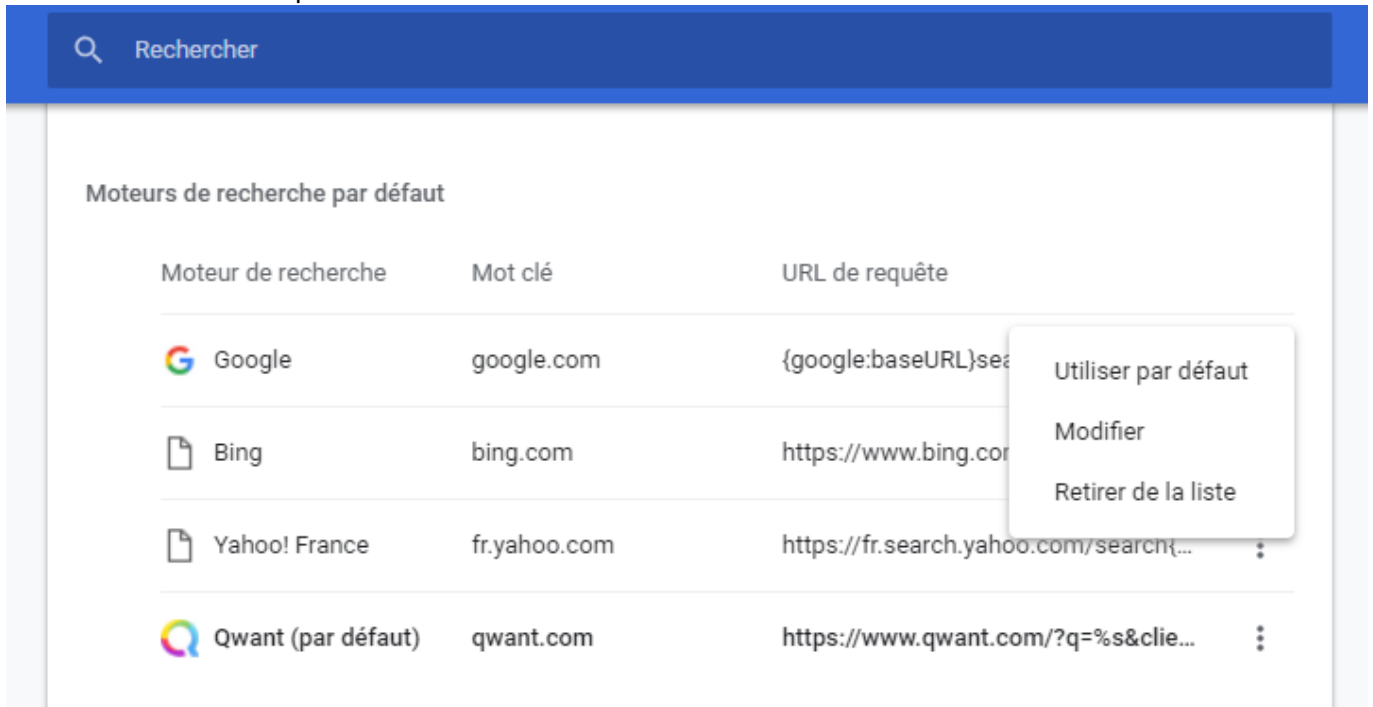 Rechercher
Moteurs de recherche par défaut
Moteur de recherche Mot clé URL de requête
Google google.com {google:baseURL}sea
Utiliser par défaut
Modifier
Bing bing.com https://www.bing.cor
Retirer de la liste
Yahoo! France fr.yahoo.com https://fr.search.yahoo.com/search{...
Qwant (par défaut) qwant.com https://www.qwant.com/?q=%s&clie...